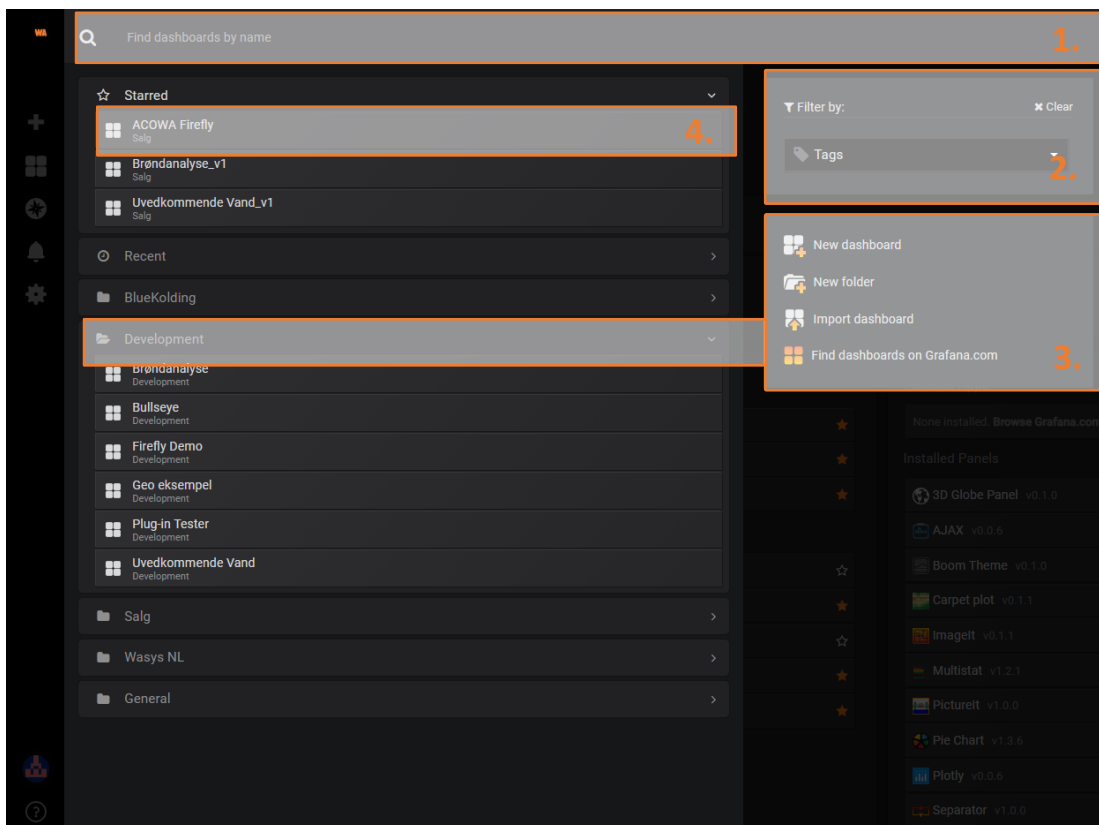 WA
Find dashboards by name
1.
Starred
ACOWA Firefly
Salg
4.
Brøndanalyse_v1
Salg
Uvedkommende Vand_v1
Salg
Recent
BlueKolding
Development
Brøndanalyse
Development
Bullseye
Development
Firefly Demo
Development
Geo eksempel
Development
Plug-in Tester
Development
Uvedkommende Vand
Development
Salg
Wasys NL
General
Filter by:
Clear
Tags
2.
New dashboard
New folder
Import dashboard
Find dashboards on Grafana.com
3.
None installed. Browse Grafana.com
Installed Panels
3D Globe Panel v0.1.0
AJAX v0.0.6
Boom Theme v0.1.0
Carpet plot v0.1.1
ImageIt v0.1.1
Multistat v1.2.1
PictureIt v1.0.0
Pie Chart v1.3.6
Plotly v0.0.6
Separator v1.0.0